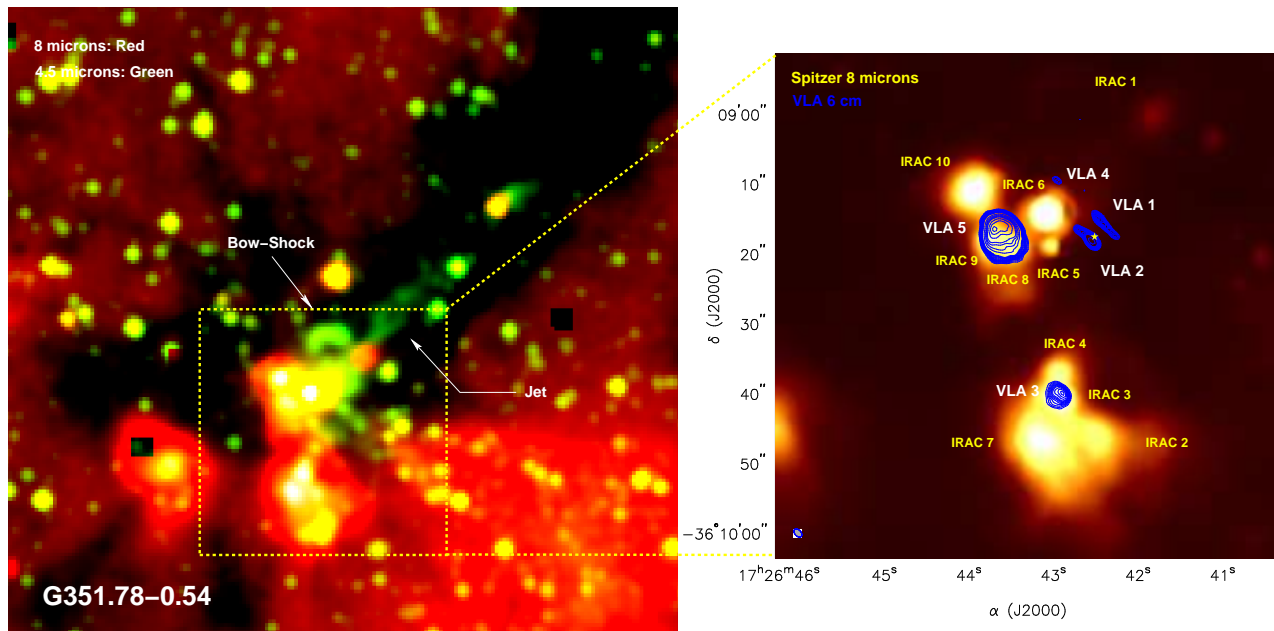 8 microns: Red
4.5 microns: Green
Bow−Shock
Jet
G351.78−0.54
Spitzer 8 microns
VLA 6 cm
IRAC 1
IRAC 10
VLA 4
IRAC 6
VLA 1
VLA 5
IRAC 9
IRAC 5
VLA 2
IRAC 8
IRAC 4
VLA 3
IRAC 3
IRAC 7
IRAC 2
09′00″
10″
20″
30″
40″
50″
−36°10′00″
δ (J2000)
17ʰ26ᵐ46ˢ
45ˢ
44ˢ
43ˢ
42ˢ
41ˢ
α (J2000)